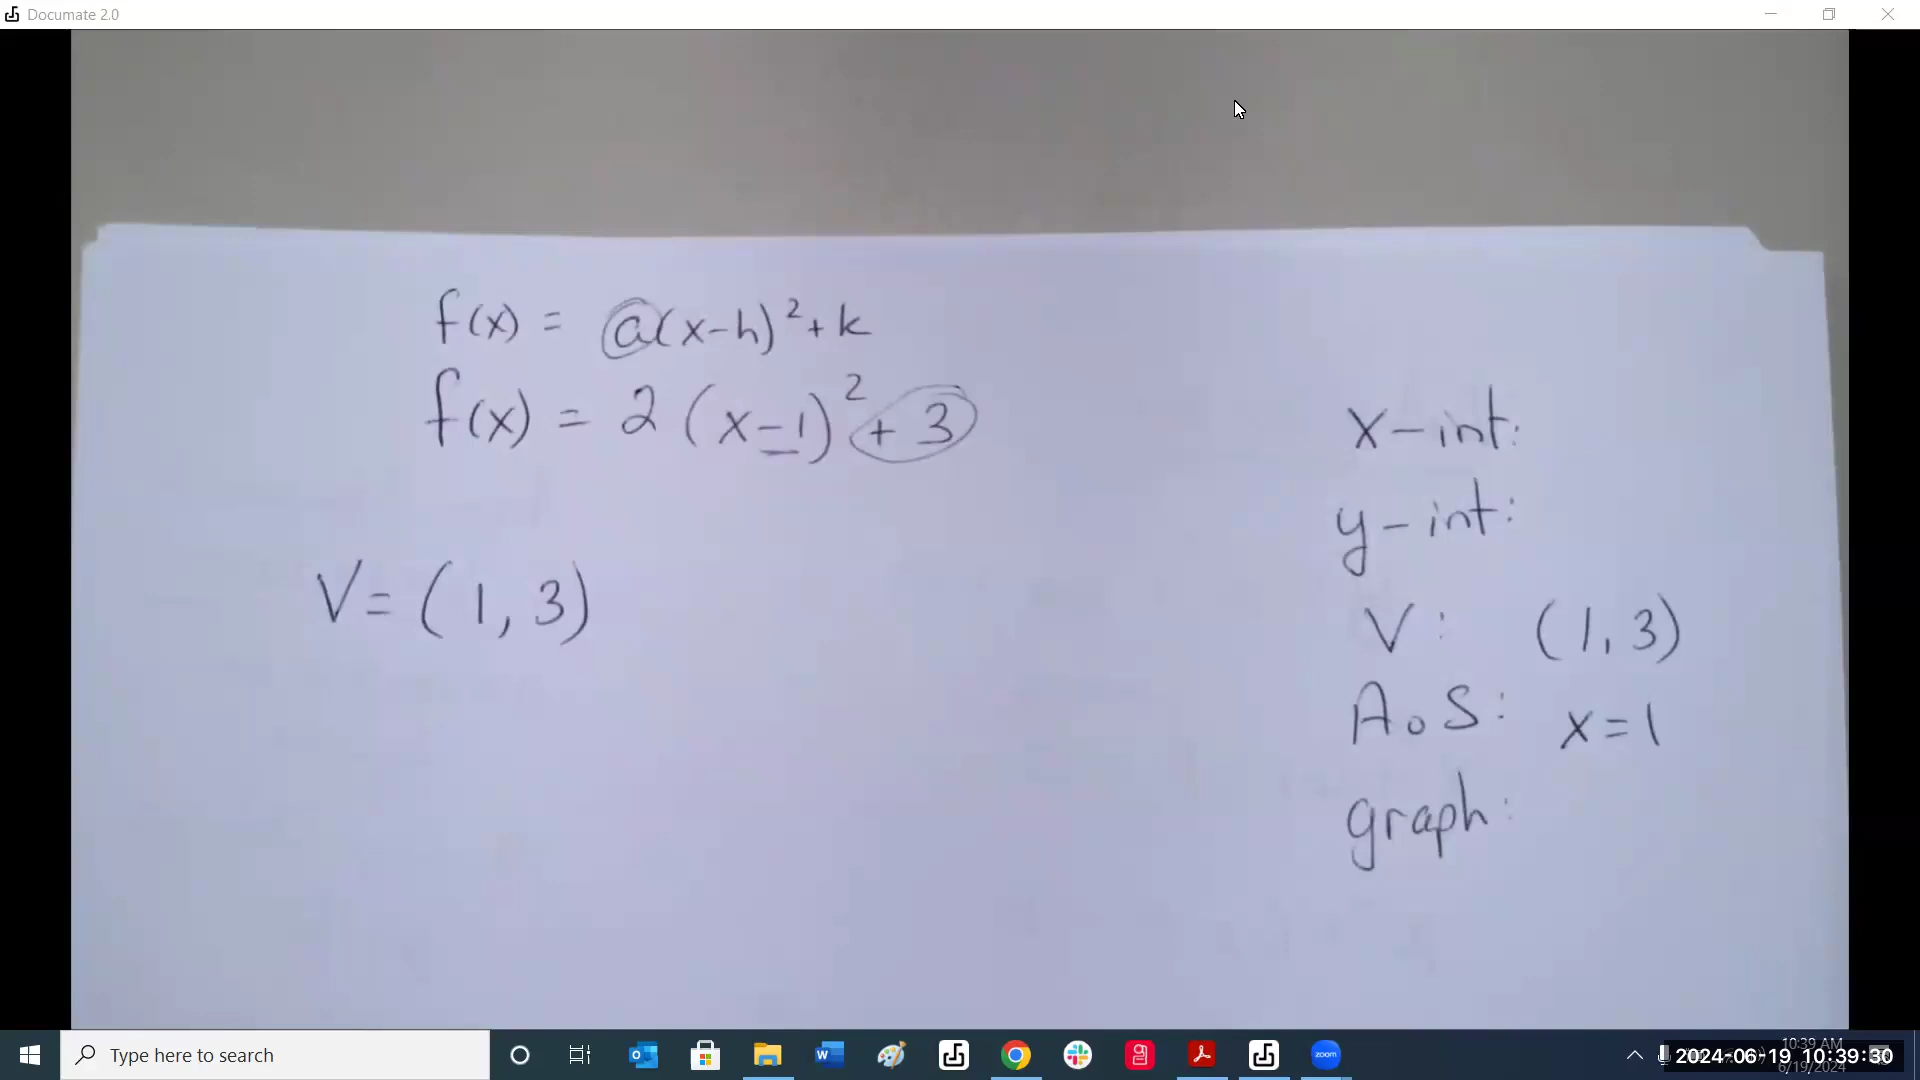 Documate 2.0
f(x) = a(x-h)²+k
f(x) = 2(x-1)²+3
V=(1,3)
x-int:
y-int:
V: (1,3)
AoS: x=1
graph:
Type here to search
zoom
10:39 AM
2024-06-19 10:39:30
6/19/2024